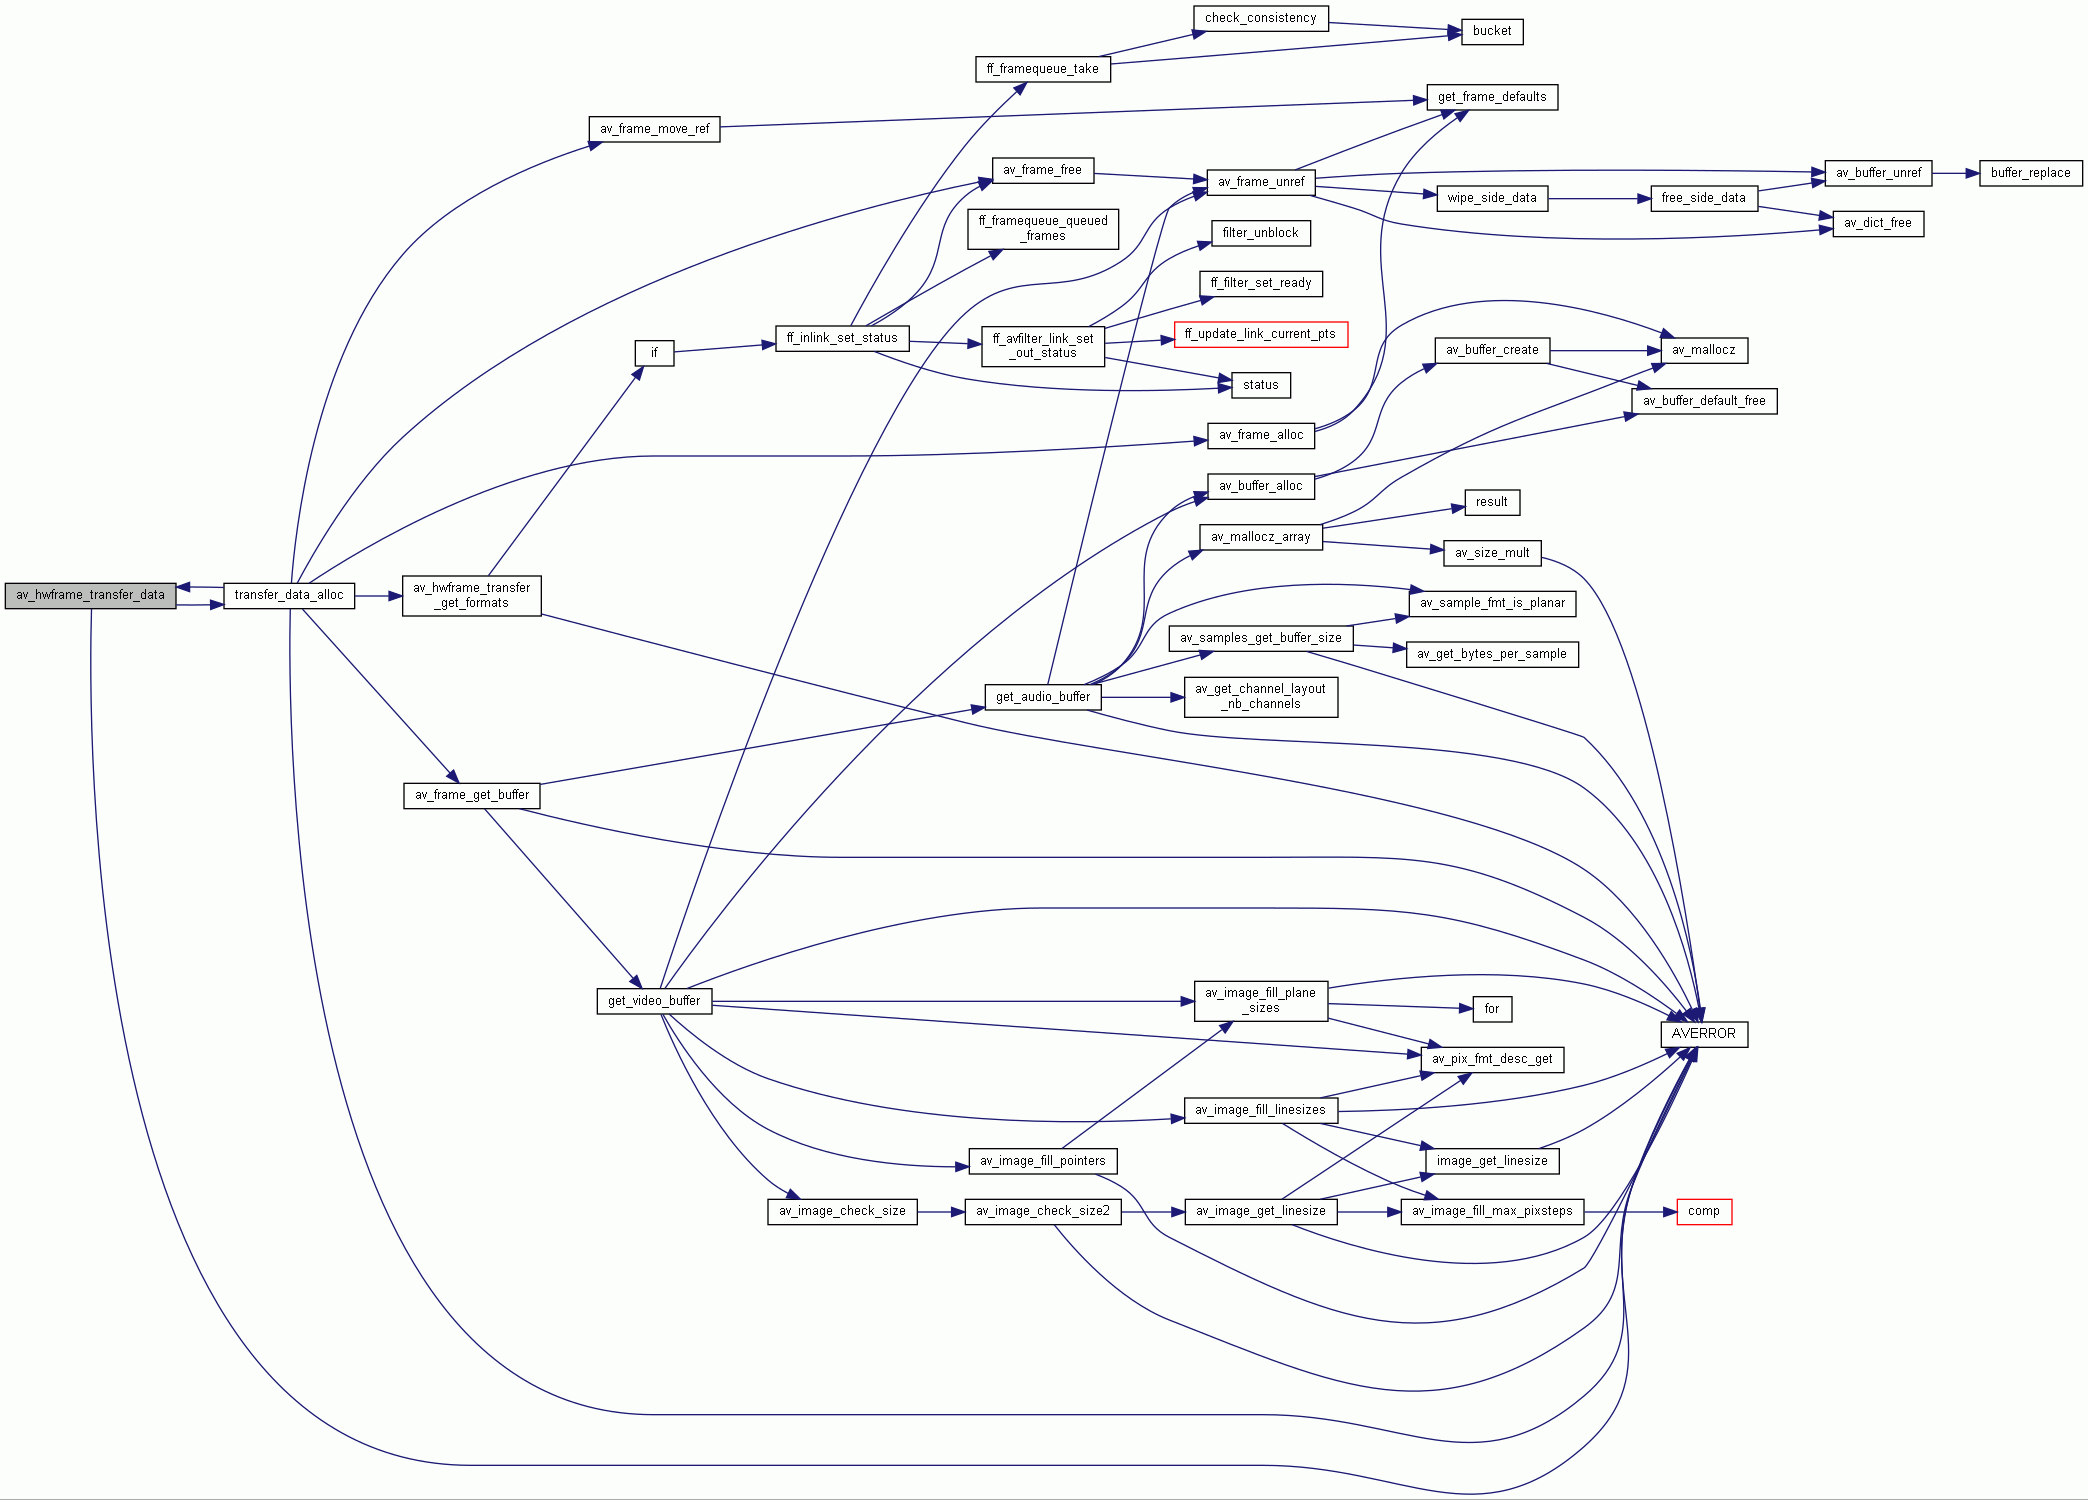 check_consistency
bucket
ff_framequeue_take
get_frame_defaults
av_frame_move_ref
av_frame_free
av_frame_unref
av_buffer_unref
buffer_replace
wipe_side_data
free_side_data
ff_framequeue_queued
_frames
filter_unblock
av_dict_free
ff_filter_set_ready
if
ff_inlink_set_status
ff_avfilter_link_set
_out_status
ff_update_link_current_pts
av_buffer_create
av_mallocz
status
av_buffer_default_free
av_frame_alloc
av_buffer_alloc
result
av_mallocz_array
av_size_mult
av_hwframe_transfer_data
transfer_data_alloc
av_hwframe_transfer
_get_formats
av_sample_fmt_is_planar
av_samples_get_buffer_size
av_get_bytes_per_sample
get_audio_buffer
av_get_channel_layout
_nb_channels
av_frame_get_buffer
get_video_buffer
av_image_fill_plane
_sizes
for
AVERROR
av_pix_fmt_desc_get
av_image_fill_linesizes
av_image_fill_pointers
image_get_linesize
av_image_check_size
av_image_check_size2
av_image_get_linesize
av_image_fill_max_pixsteps
comp